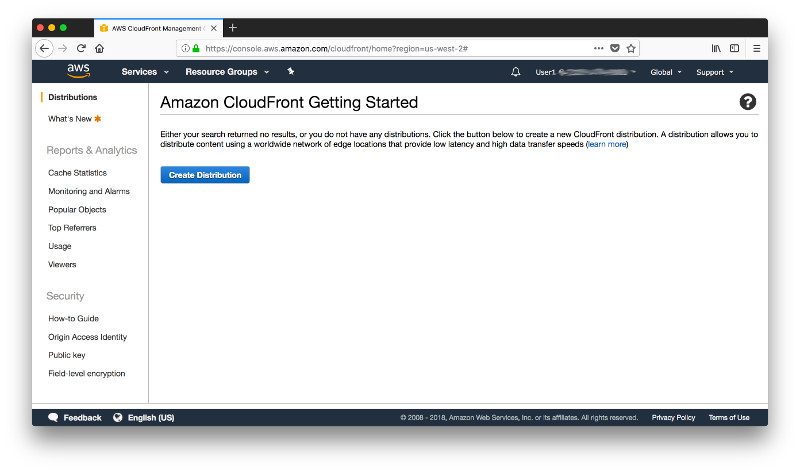 AWS CloudFront Management
https://console.aws.amazon.com/cloudfront/home?region=us-west-2#
aws
Services
Resource Groups
User1
Global
Support
Distributions
What's New
Reports & Analytics
Cache Statistics
Monitoring and Alarms
Popular Objects
Top Referrers
Usage
Viewers
Security
How-to Guide
Origin Access Identity
Public key
Field-level encryption
Amazon CloudFront Getting Started
Either your search returned no results, or you do not have any distributions. Click the button below to create a new CloudFront distribution. A distribution allows you to
distribute content using a worldwide network of edge locations that provide low latency and high data transfer speeds (learn more)
Create Distribution
Feedback
English (US)
© 2008 - 2018, Amazon Web Services, Inc. or its affiliates. All rights reserved.
Privacy Policy
Terms of Use